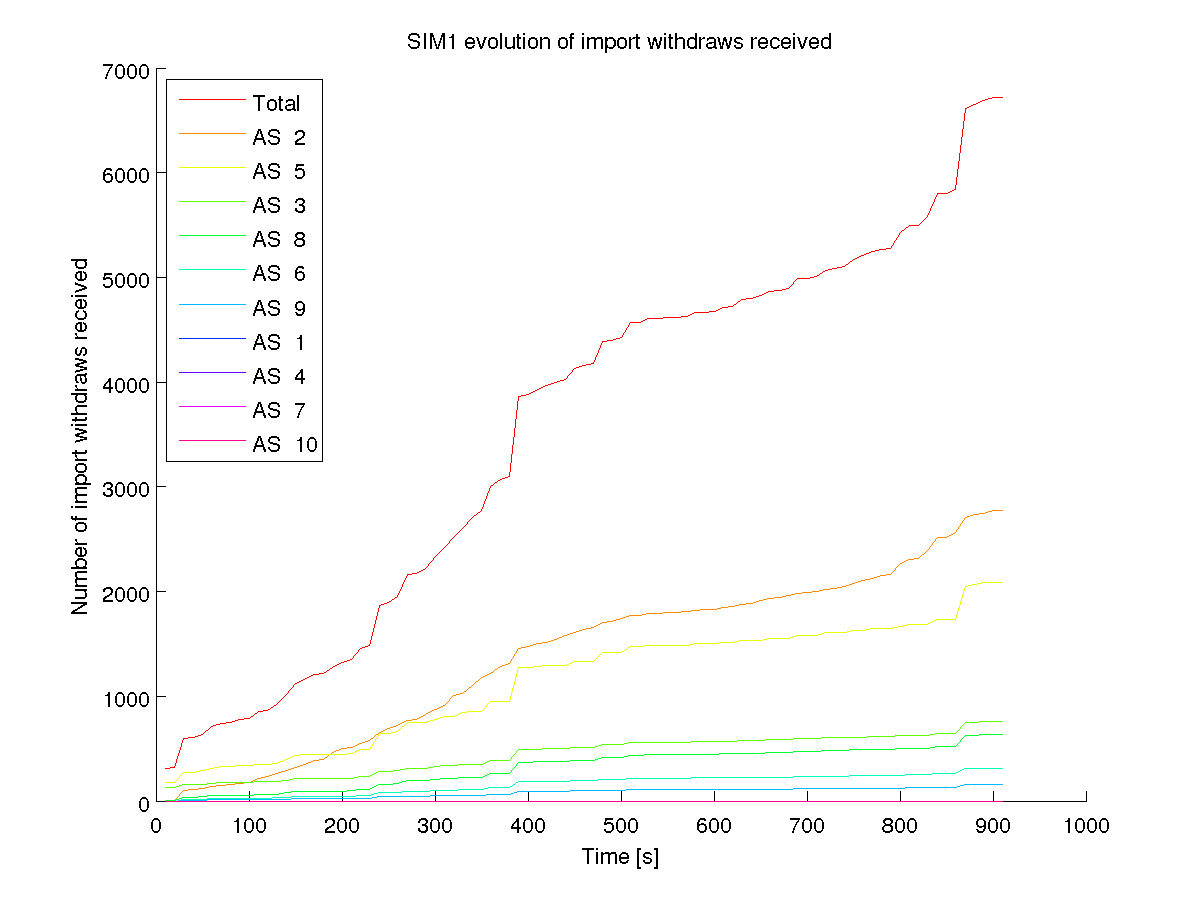 SIM1 evolution of import withdraws received
7000
6000
5000
4000
3000
2000
1000
0
Number of import withdraws received
Total
AS 2
AS 5
AS 3
AS 8
AS 6
AS 9
AS 1
AS 4
AS 7
AS 10
0 100 200 300 400 500 600 700 800 900 1000
Time [s]